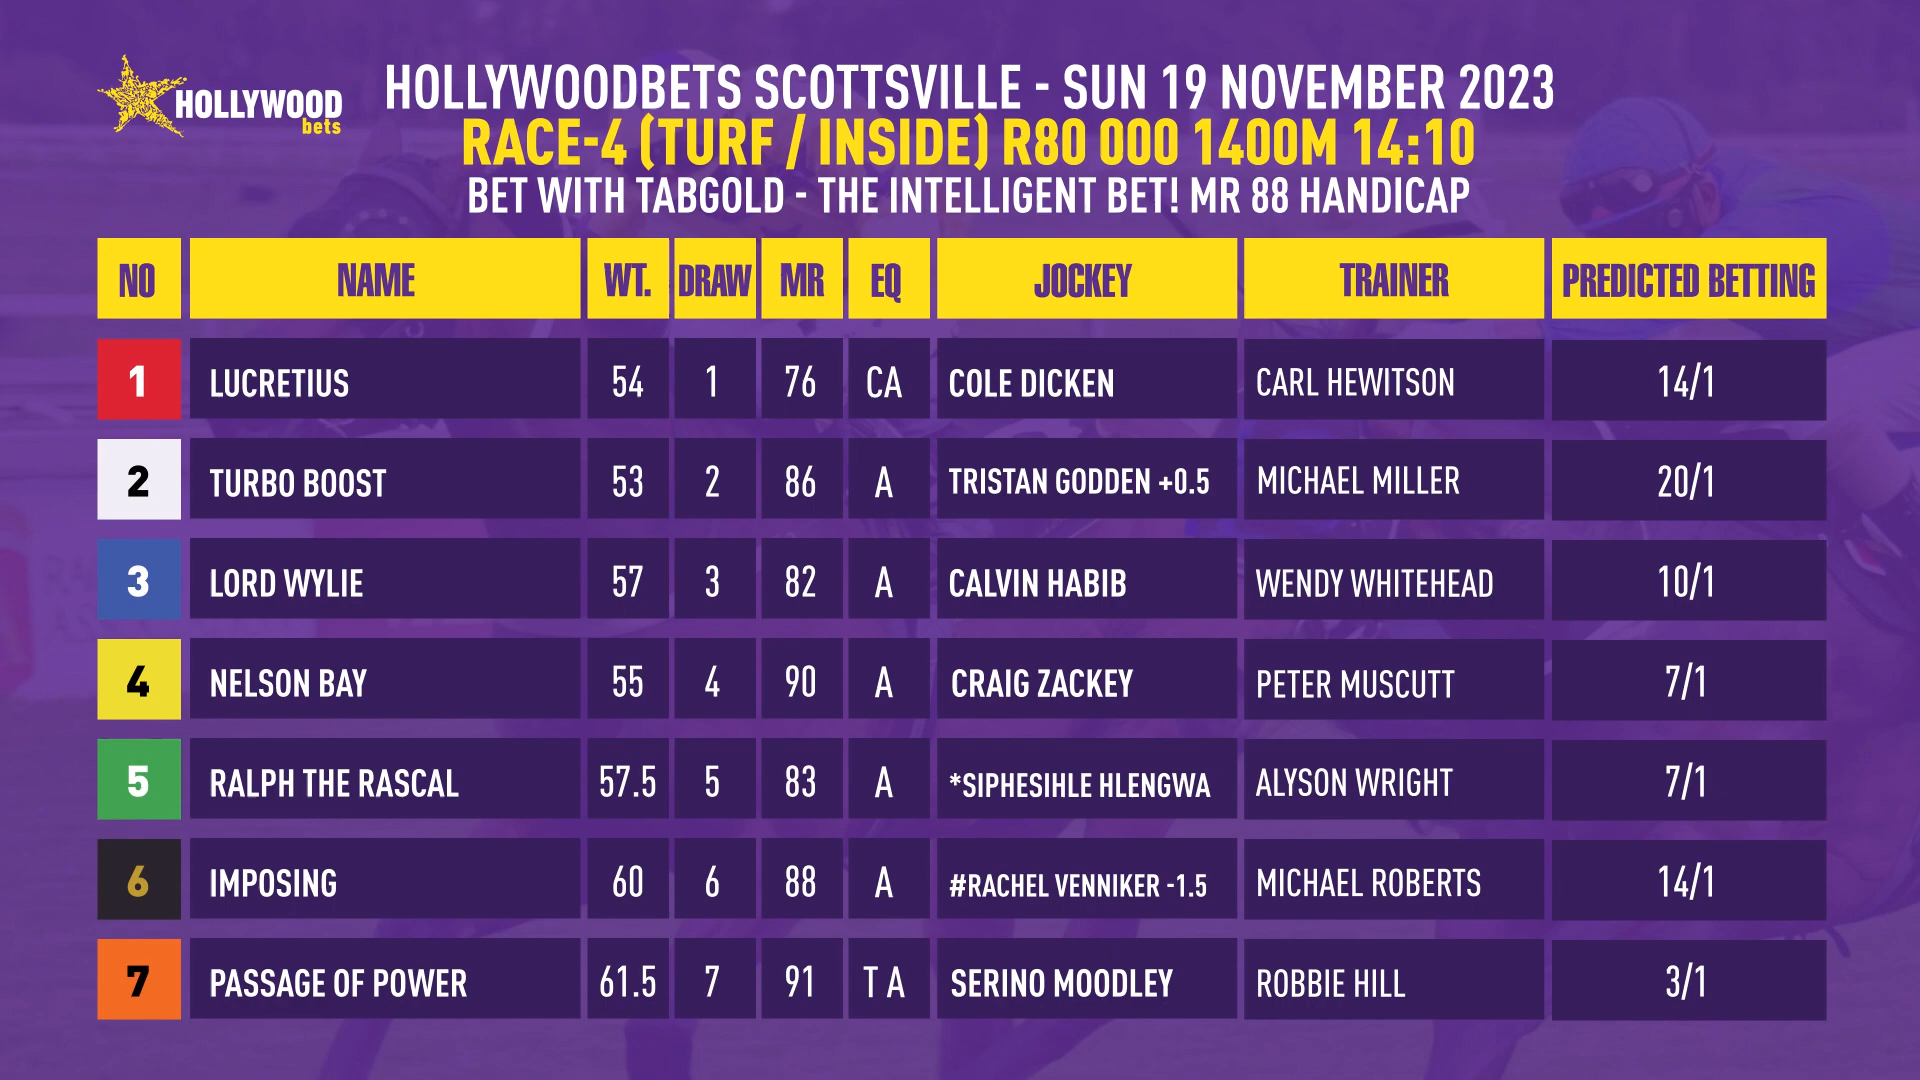 HOLLYWOOD
bets
HOLLYWOODBETS SCOTTSVILLE - SUN 19 NOVEMBER 2023
RACE-4 (TURF / INSIDE) R80 000 1400M 14:10
BET WITH TABGOLD - THE INTELLIGENT BET! MR 88 HANDICAP
NO NAME WT. DRAW MR EQ JOCKEY TRAINER PREDICTED BETTING
1 LUCRETIUS 54 1 76 CA COLE DICKEN CARL HEWITSON 14/1
2 TURBO BOOST 53 2 86 A TRISTAN GODDEN +0.5 MICHAEL MILLER 20/1
3 LORD WYLIE 57 3 82 A CALVIN HABIB WENDY WHITEHEAD 10/1
4 NELSON BAY 55 4 90 A CRAIG ZACKEY PETER MUSCUTT 7/1
5 RALPH THE RASCAL 57.5 5 83 A *SIPHESIHLE HLENGWA ALYSON WRIGHT 7/1
6 IMPOSING 60 6 88 A #RACHEL VENNIKER -1.5 MICHAEL ROBERTS 14/1
7 PASSAGE OF POWER 61.5 7 91 T A SERINO MOODLEY ROBBIE HILL 3/1